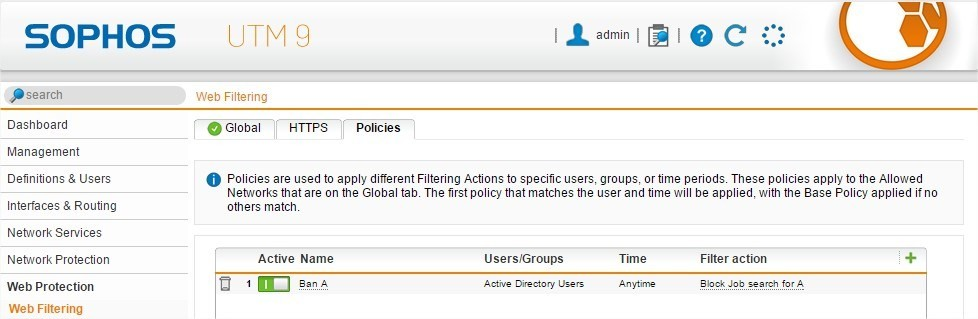 SOPHOS UTM 9
| admin | | ?
search
Web Filtering
Dashboard
Management
Definitions & Users
Interfaces & Routing
Network Services
Network Protection
Web Protection
Web Filtering
Global HTTPS Policies
Policies are used to apply different Filtering Actions to specific users, groups, or time periods. These policies apply to the Allowed
Networks that are on the Global tab. The first policy that matches the user and time will be applied, with the Base Policy applied if no
others match.
Active Name Users/Groups Time Filter action +
1 Ban A Active Directory Users Anytime Block Job search for A